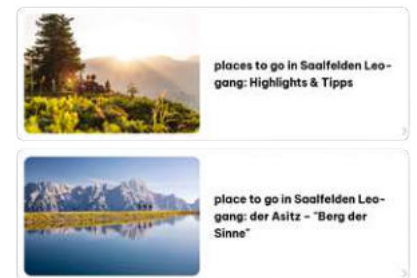 places to go in Saalfelden Leo-
gang: Highlights & Tipps
place to go in Saalfelden Leo-
gang: der Asitz – "Berg der
Sinne"